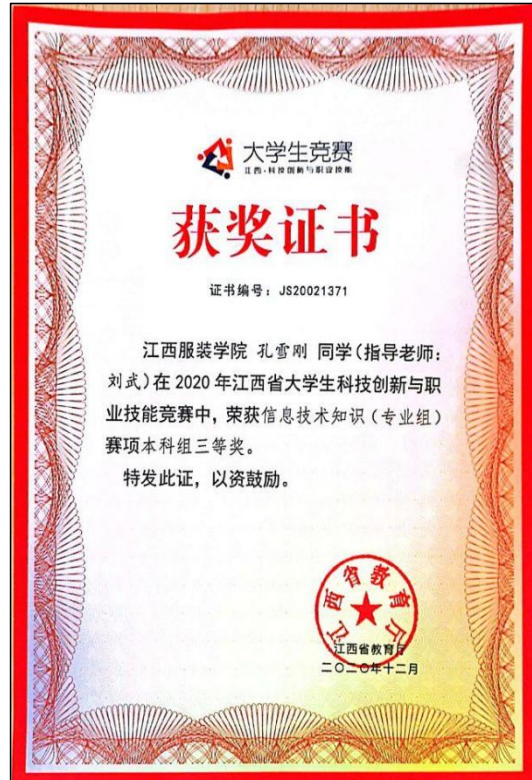 大学生竞赛
江西·科技创新与职业技能
获奖证书
证书编号：JS20021371
江西服装学院 孔雪刚 同学（指导老师：
刘武）在 2020 年江西省大学生科技创新与职
业技能竞赛中，荣获信息技术知识（专业组）
赛项本科组三等奖。
特发此证，以资鼓励。
江西省教育厅
江西省教育厅
二〇二〇年十二月